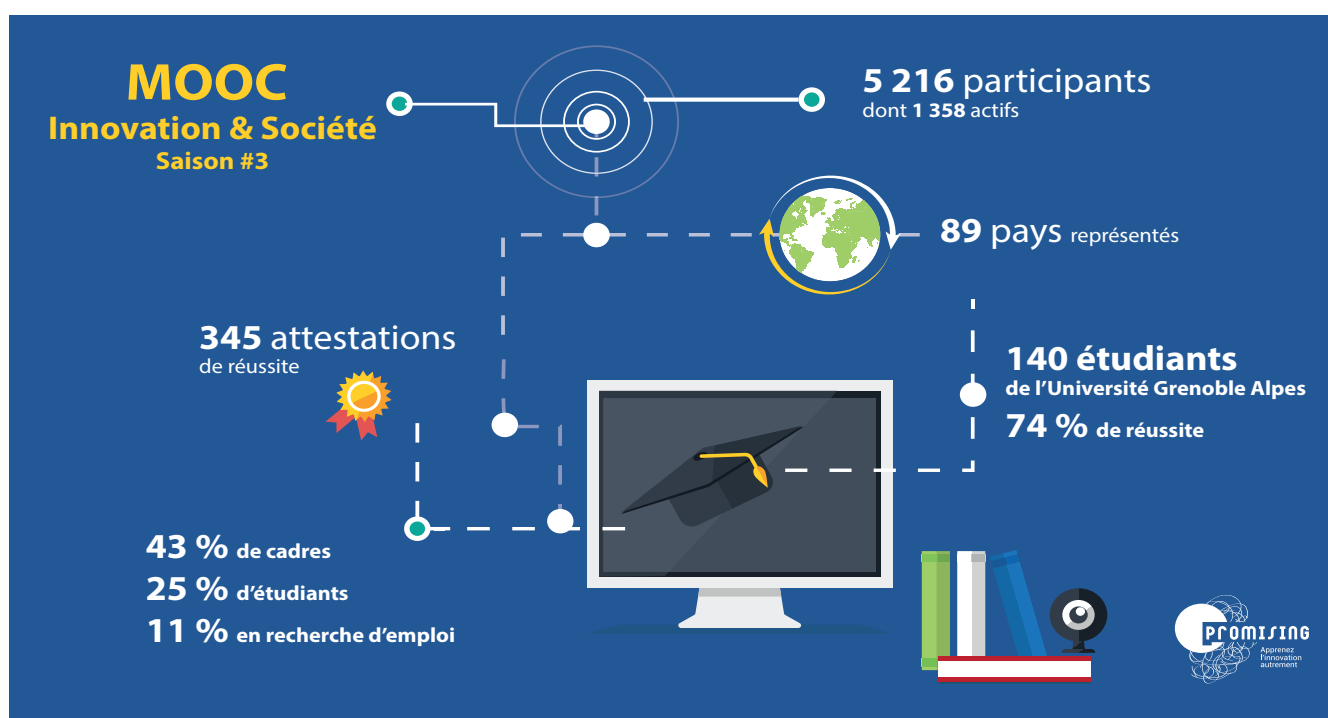 MOOC
Innovation & Société
Saison #3
5 216 participants
dont 1 358 actifs
89 pays représentés
345 attestations
de réussite
140 étudiants
de l'Université Grenoble Alpes
74 % de réussite
43 % de cadres
25 % d'étudiants
11 % en recherche d'emploi
PROMISING
Apprenez
l'innovation
autrement